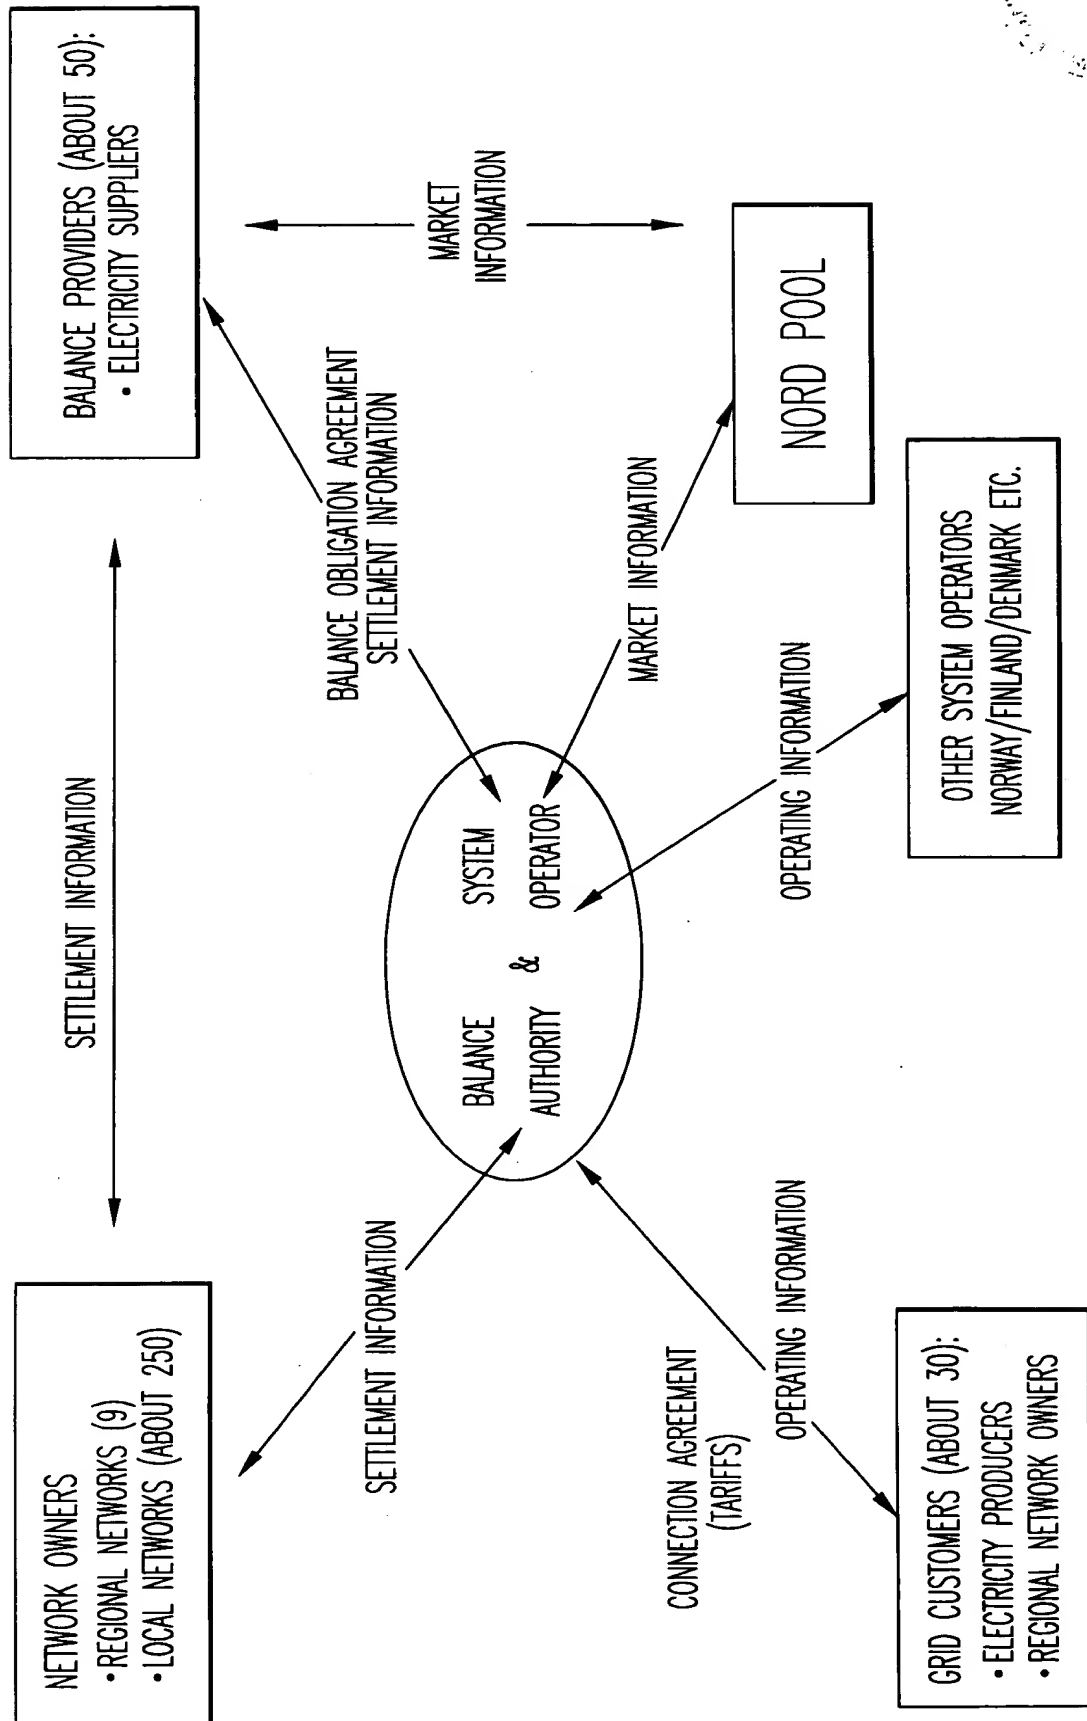 NETWORK OWNERS
• REGIONAL NETWORKS (9)
• LOCAL NETWORKS (ABOUT 250)
SETTLEMENT INFORMATION
BALANCE PROVIDERS (ABOUT 50):
• ELECTRICITY SUPPLIERS
SETTLEMENT INFORMATION
BALANCE OBLIGATION AGREEMENT
SETTLEMENT INFORMATION
MARKET
INFORMATION
BALANCE SYSTEM
AUTHORITY & OPERATOR
MARKET INFORMATION
NORD POOL
CONNECTION AGREEMENT
(TARIFFS)
OPERATING INFORMATION
OPERATING INFORMATION
GRID CUSTOMERS (ABOUT 30):
• ELECTRICITY PRODUCERS
• REGIONAL NETWORK OWNERS
OTHER SYSTEM OPERATORS
NORWAY/FINLAND/DENMARK ETC.